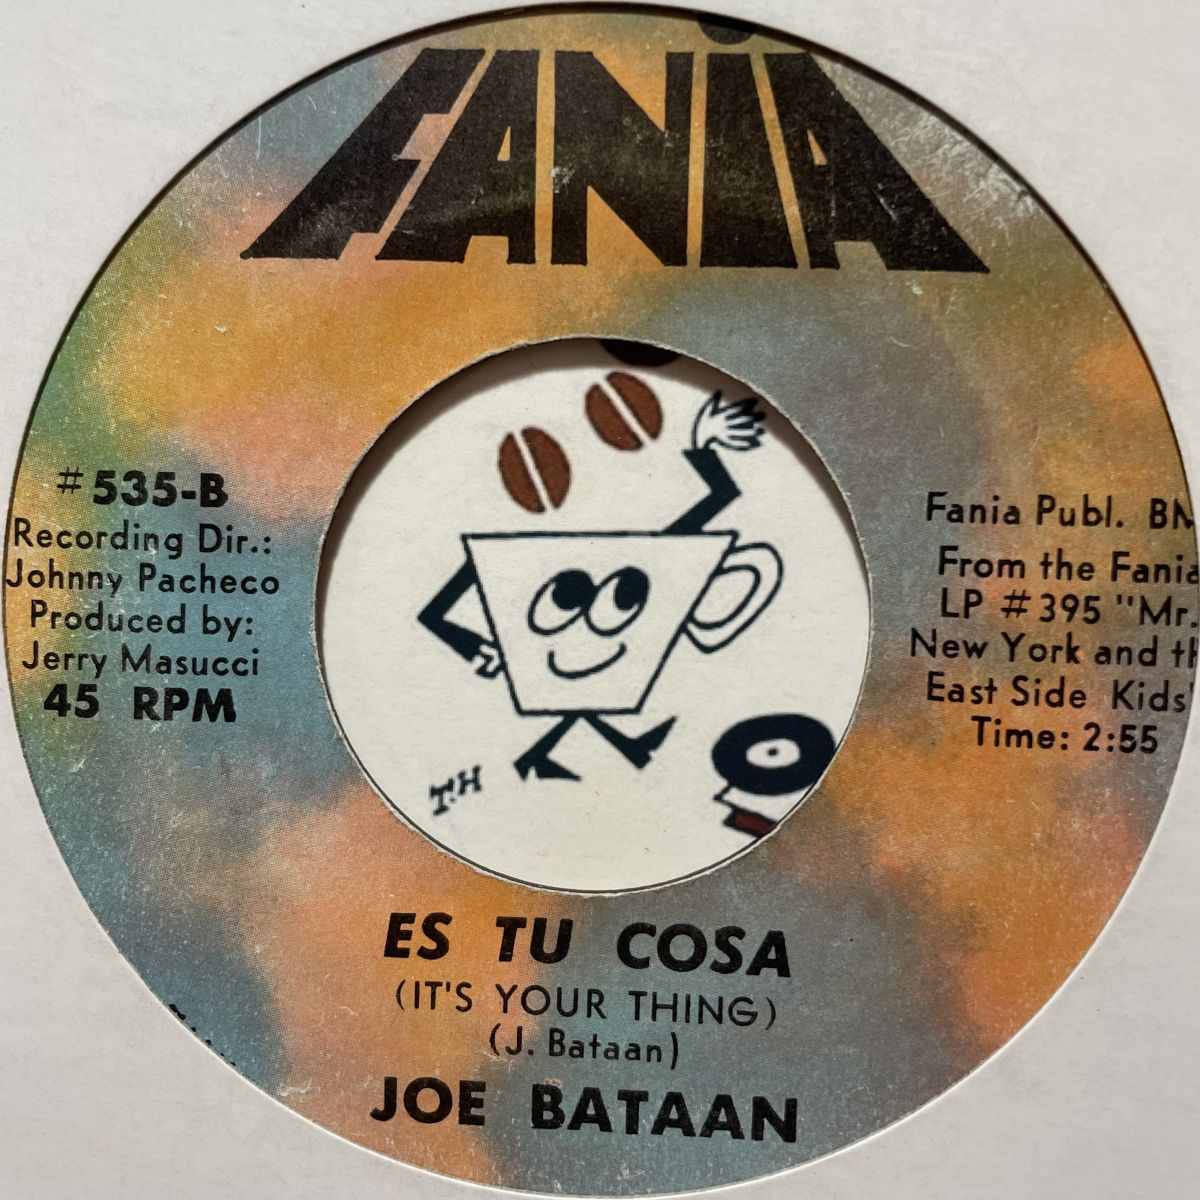 FANIA
#535-B
Recording Dir.:
Johnny Pacheco
Produced by:
Jerry Masucci
45 RPM
Fania Publ.
From the Fania
LP #395 "Mr.
New York and
East Side Kids
Time: 2:55
T.H
ES TU COSA
(IT'S YOUR THING)
(J. Bataan)
JOE BATAAN